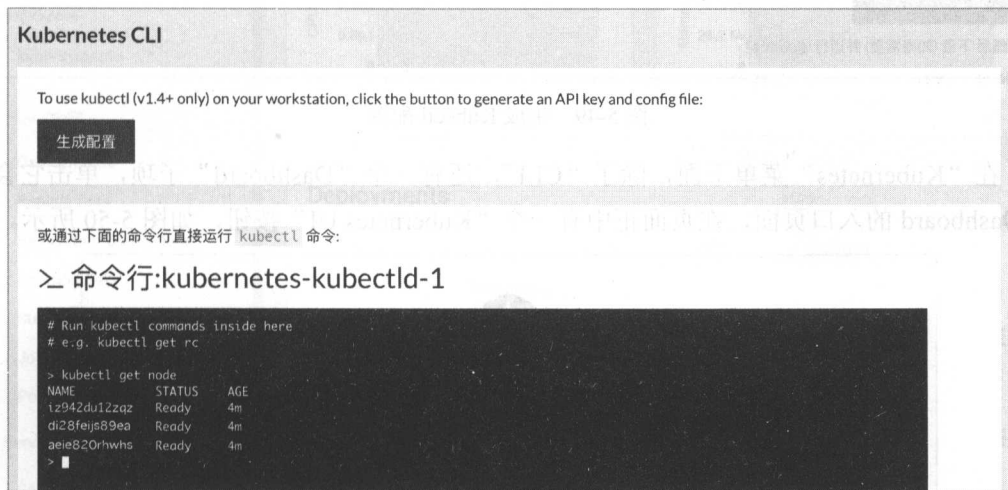 Kubernetes CLI
To use kubectl (v1.4+ only) on your workstation, click the button to generate an API key and config file:
生成配置
或通过下面的命令行直接运行 kubectl 命令:
>_ 命令行:kubernetes-kubectld-1
# Run kubectl commands inside here
# e.g. kubectl get rc
> kubectl get node
NAME STATUS AGE
iz942du12zqz Ready 4m
di28feijs89ea Ready 4m
aeie820rhwhs Ready 4m
>